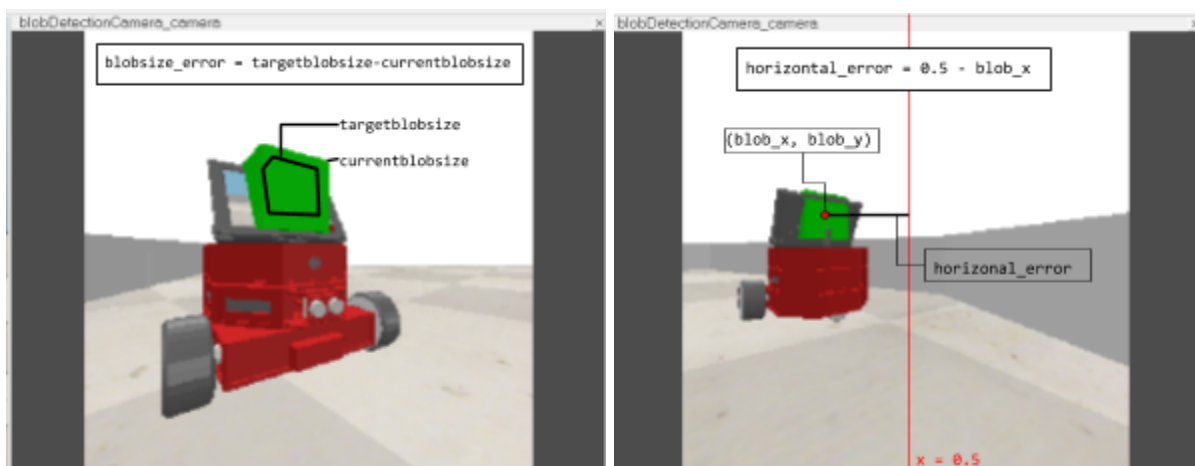 blobDetectionCamera_camera
x
blobsize_error = targetblobsize-currentblobsize
targetblobsize
currentblobsize
blobDetectionCamera_camera
x
horizontal_error = 0.5 - blob_x
(blob_x, blob_y)
horizonal_error
x = 0.5